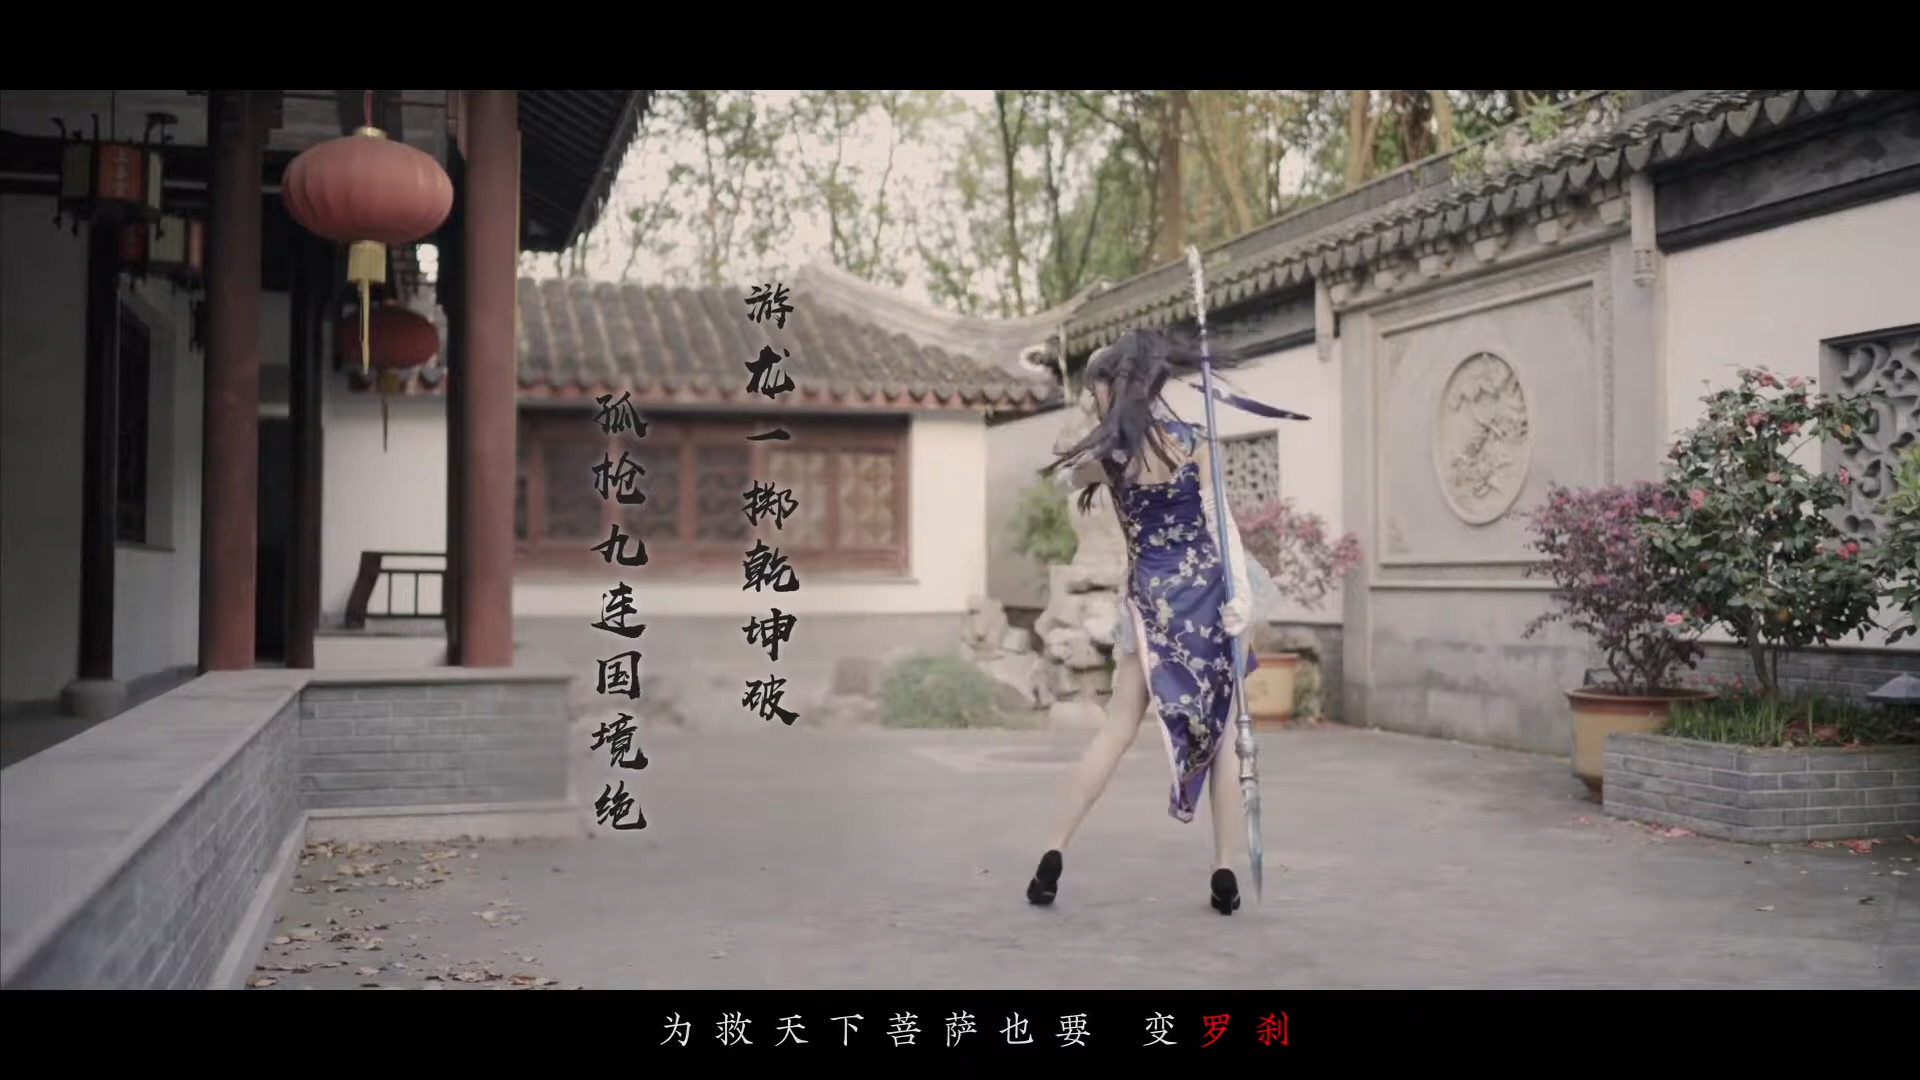 游龙一掷乾坤破
孤枪九连国境绝
为救天下菩萨也要 变罗刹